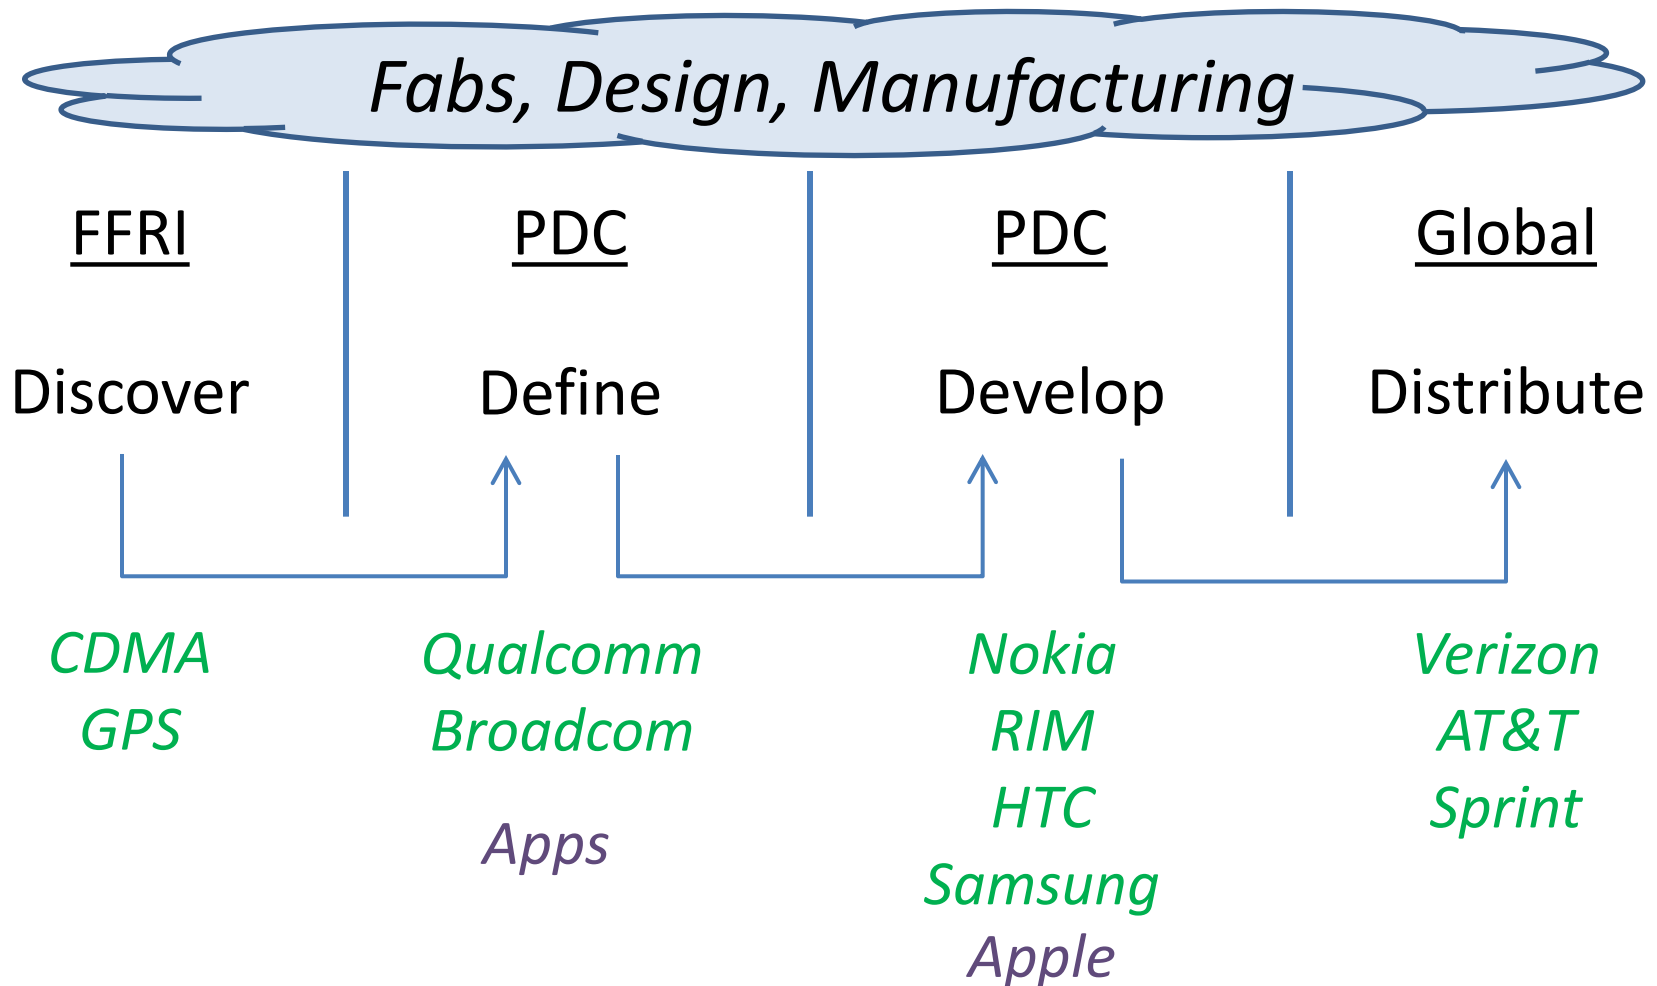 Fabs, Design, Manufacturing
FFRI
PDC
PDC
Global
Discover
Define
Develop
Distribute
CDMA
GPS
Qualcomm
Broadcom
Apps
Nokia
RIM
HTC
Samsung
Apple
Verizon
AT&T
Sprint